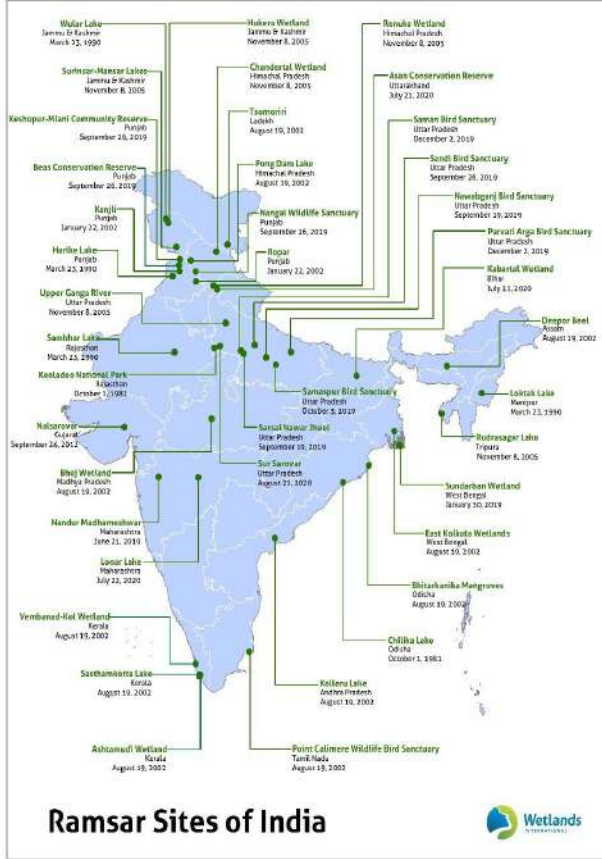 Wular Lake
Jammu & Kashmir
March 23, 1990
Hokera Wetland
Jammu & Kashmir
November 8, 2005
Renuka Wetland
Himachal Pradesh
November 8, 2005
Surinsar-Mansar Lakes
Jammu & Kashmir
November 8, 2005
Chandertal Wetland
Himachal Pradesh
November 8, 2005
Asan Conservation Reserve
Uttarakhand
July 21, 2020
Keshopur-Miani Community Reserve
Punjab
September 26, 2019
Tsomoriri
Ladakh
August 19, 2002
Saman Bird Sanctuary
Uttar Pradesh
December 2, 2019
Beas Conservation Reserve
Punjab
September 26, 2019
Pong Dam Lake
Himachal Pradesh
August 19, 2002
Sandi Bird Sanctuary
Uttar Pradesh
September 26, 2019
Kanjli
Punjab
January 22, 2002
Nangal Wildlife Sanctuary
Punjab
September 26, 2019
Nawabganj Bird Sanctuary
Uttar Pradesh
September 19, 2019
Harike Lake
Punjab
March 23, 1990
Ropar
Punjab
January 22, 2002
Parvati Arga Bird Sanctuary
Uttar Pradesh
December 2, 2019
Upper Ganga River
Uttar Pradesh
November 8, 2005
Kabartal Wetland
Bihar
July 21, 2020
Sambhar Lake
Rajasthan
March 23, 1990
Deepor Beel
Assam
August 19, 2002
Keoladeo National Park
Rajasthan
October 1, 1981
Samaspur Bird Sanctuary
Uttar Pradesh
October 3, 2019
Loktak Lake
Manipur
March 23, 1990
Nalsarovar
Gujarat
September 24, 2012
Sarsai Nawar Jheel
Uttar Pradesh
September 19, 2019
Rudrasagar Lake
Tripura
November 8, 2005
Bhoj Wetland
Madhya Pradesh
August 19, 2002
Sur Sarovar
Uttar Pradesh
August 21, 2020
Sunderban Wetland
West Bengal
January 30, 2019
Nandur Madhameshwar
Maharashtra
June 21, 2019
East Kolkata Wetlands
West Bengal
August 19, 2002
Lonar Lake
Maharashtra
July 22, 2020
Bhitarkanika Mangroves
Odisha
August 19, 2002
Vembanad-Kol Wetland
Kerala
August 19, 2002
Chilika Lake
Odisha
October 1, 1981
Sasthamkotta Lake
Kerala
August 19, 2002
Kolleru Lake
Andhra Pradesh
August 19, 2002
Ashtamudi Wetland
Kerala
August 19, 2002
Point Calimere Wildlife Bird Sanctuary
Tamil Nadu
August 19, 2002
Ramsar Sites of India
Wetlands
INTERNATIONAL